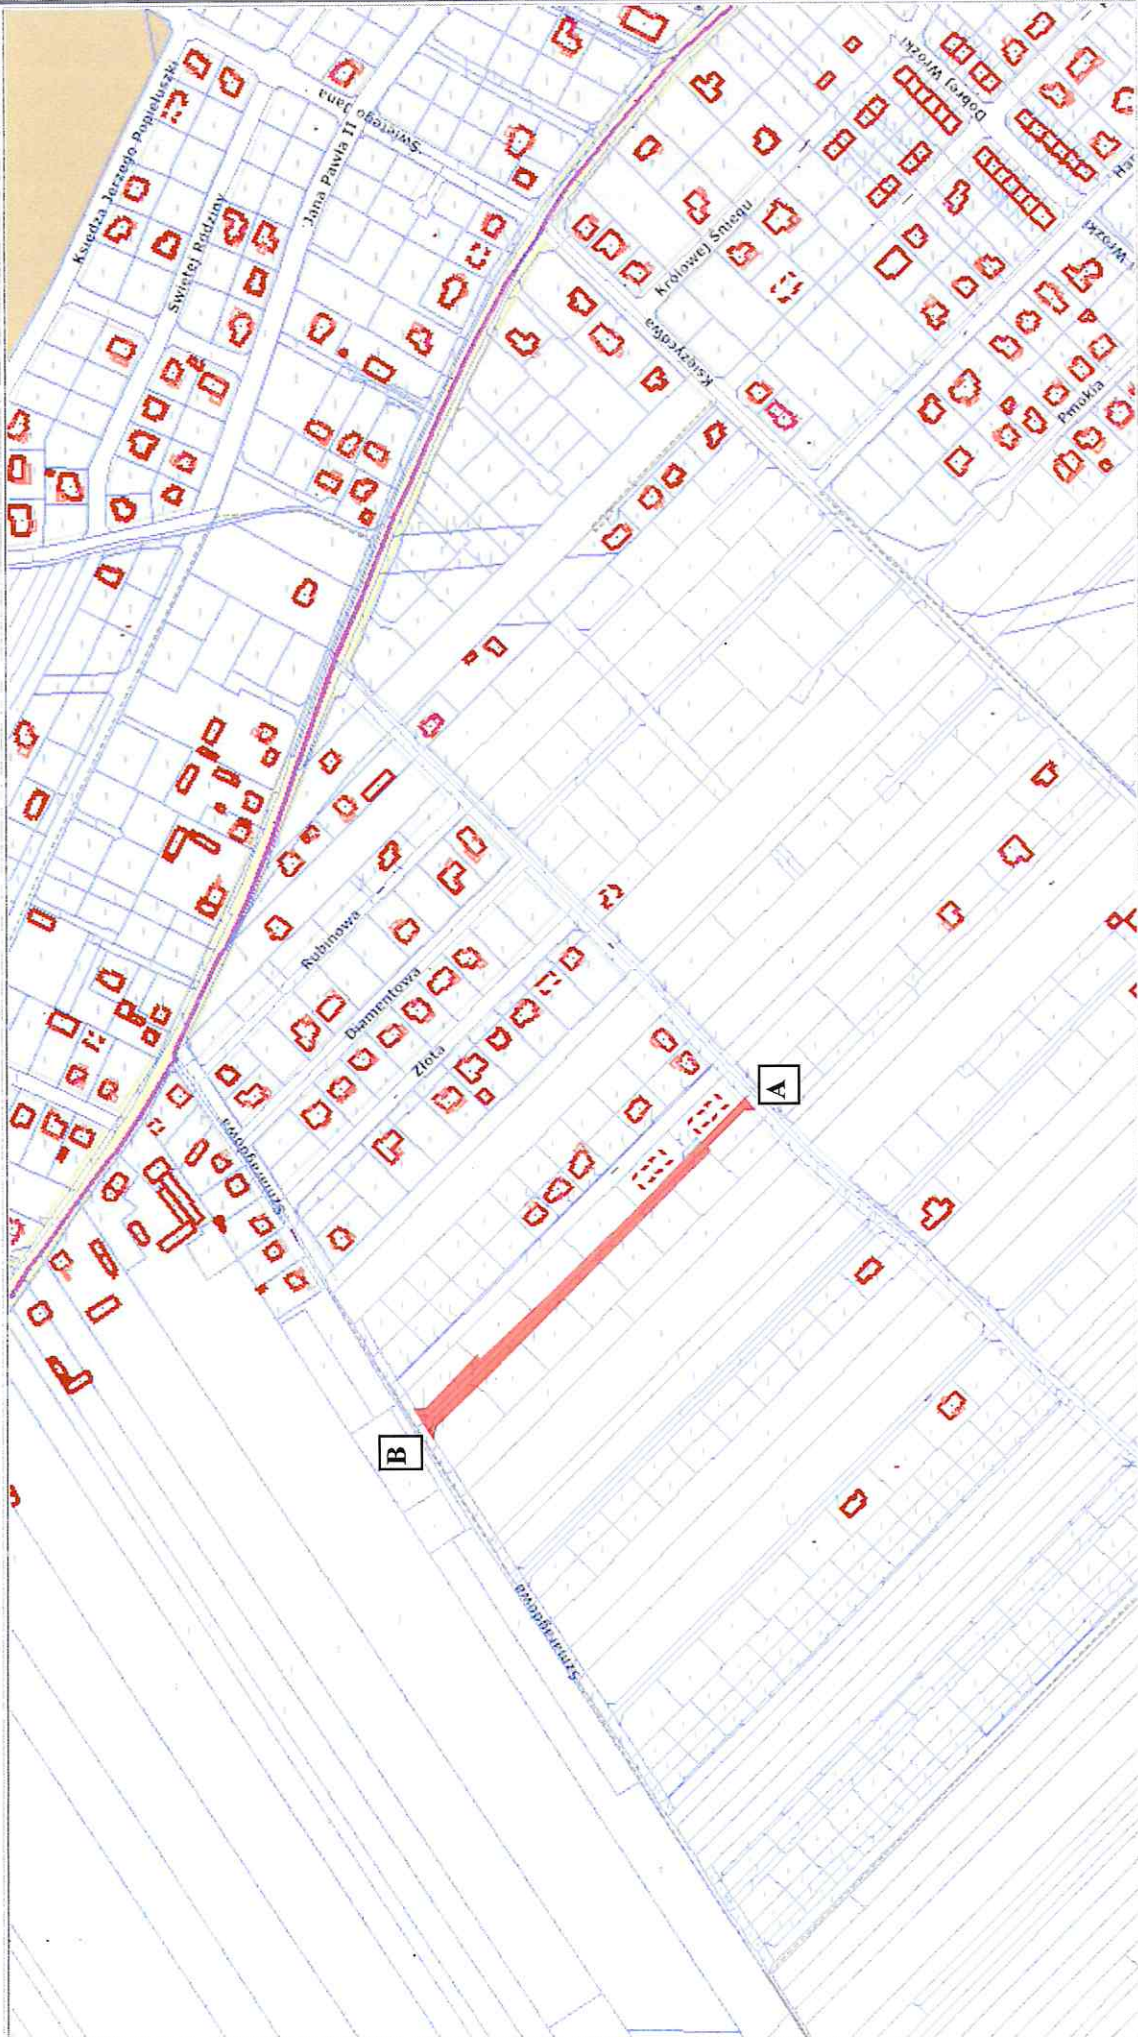 Księdza Jerzego Popiełuszki
Świętej Rodziny
Jana Pawła II
Świętego Jana
Dobrej Wróżki
Królowej Śniegu
Księżycowa
Har
Wróżki
Rubinowa
Diamentowa
Złota
Szmaragdowa
A
B
Szmaragdowa